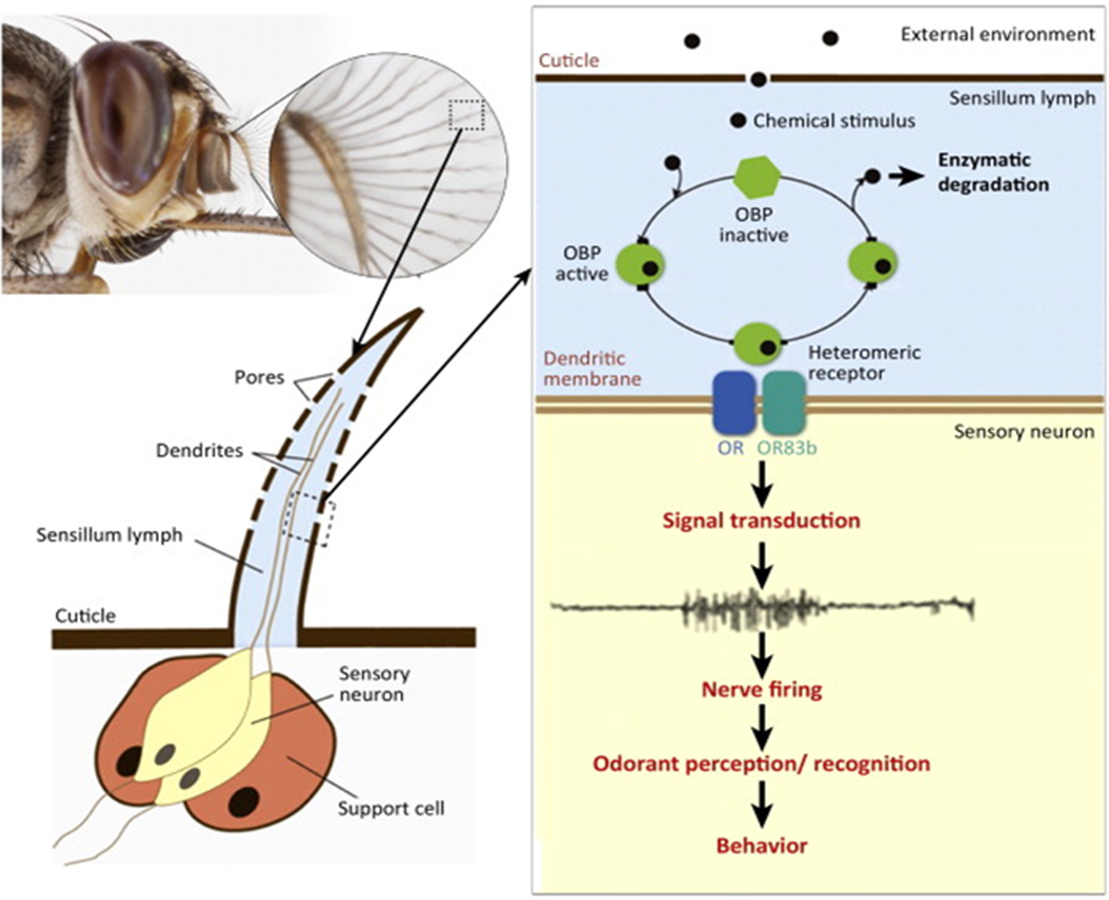 Pores
Dendrites
Sensillum lymph
Cuticle
Sensory
neuron
Support cell
External environment
Cuticle
Sensillum lymph
Chemical stimulus
Enzymatic
degradation
OBP
inactive
OBP
active
Heteromeric
receptor
Dendritic
membrane
OR OR83b
Sensory neuron
Signal transduction
Nerve firing
Odorant perception/ recognition
Behavior